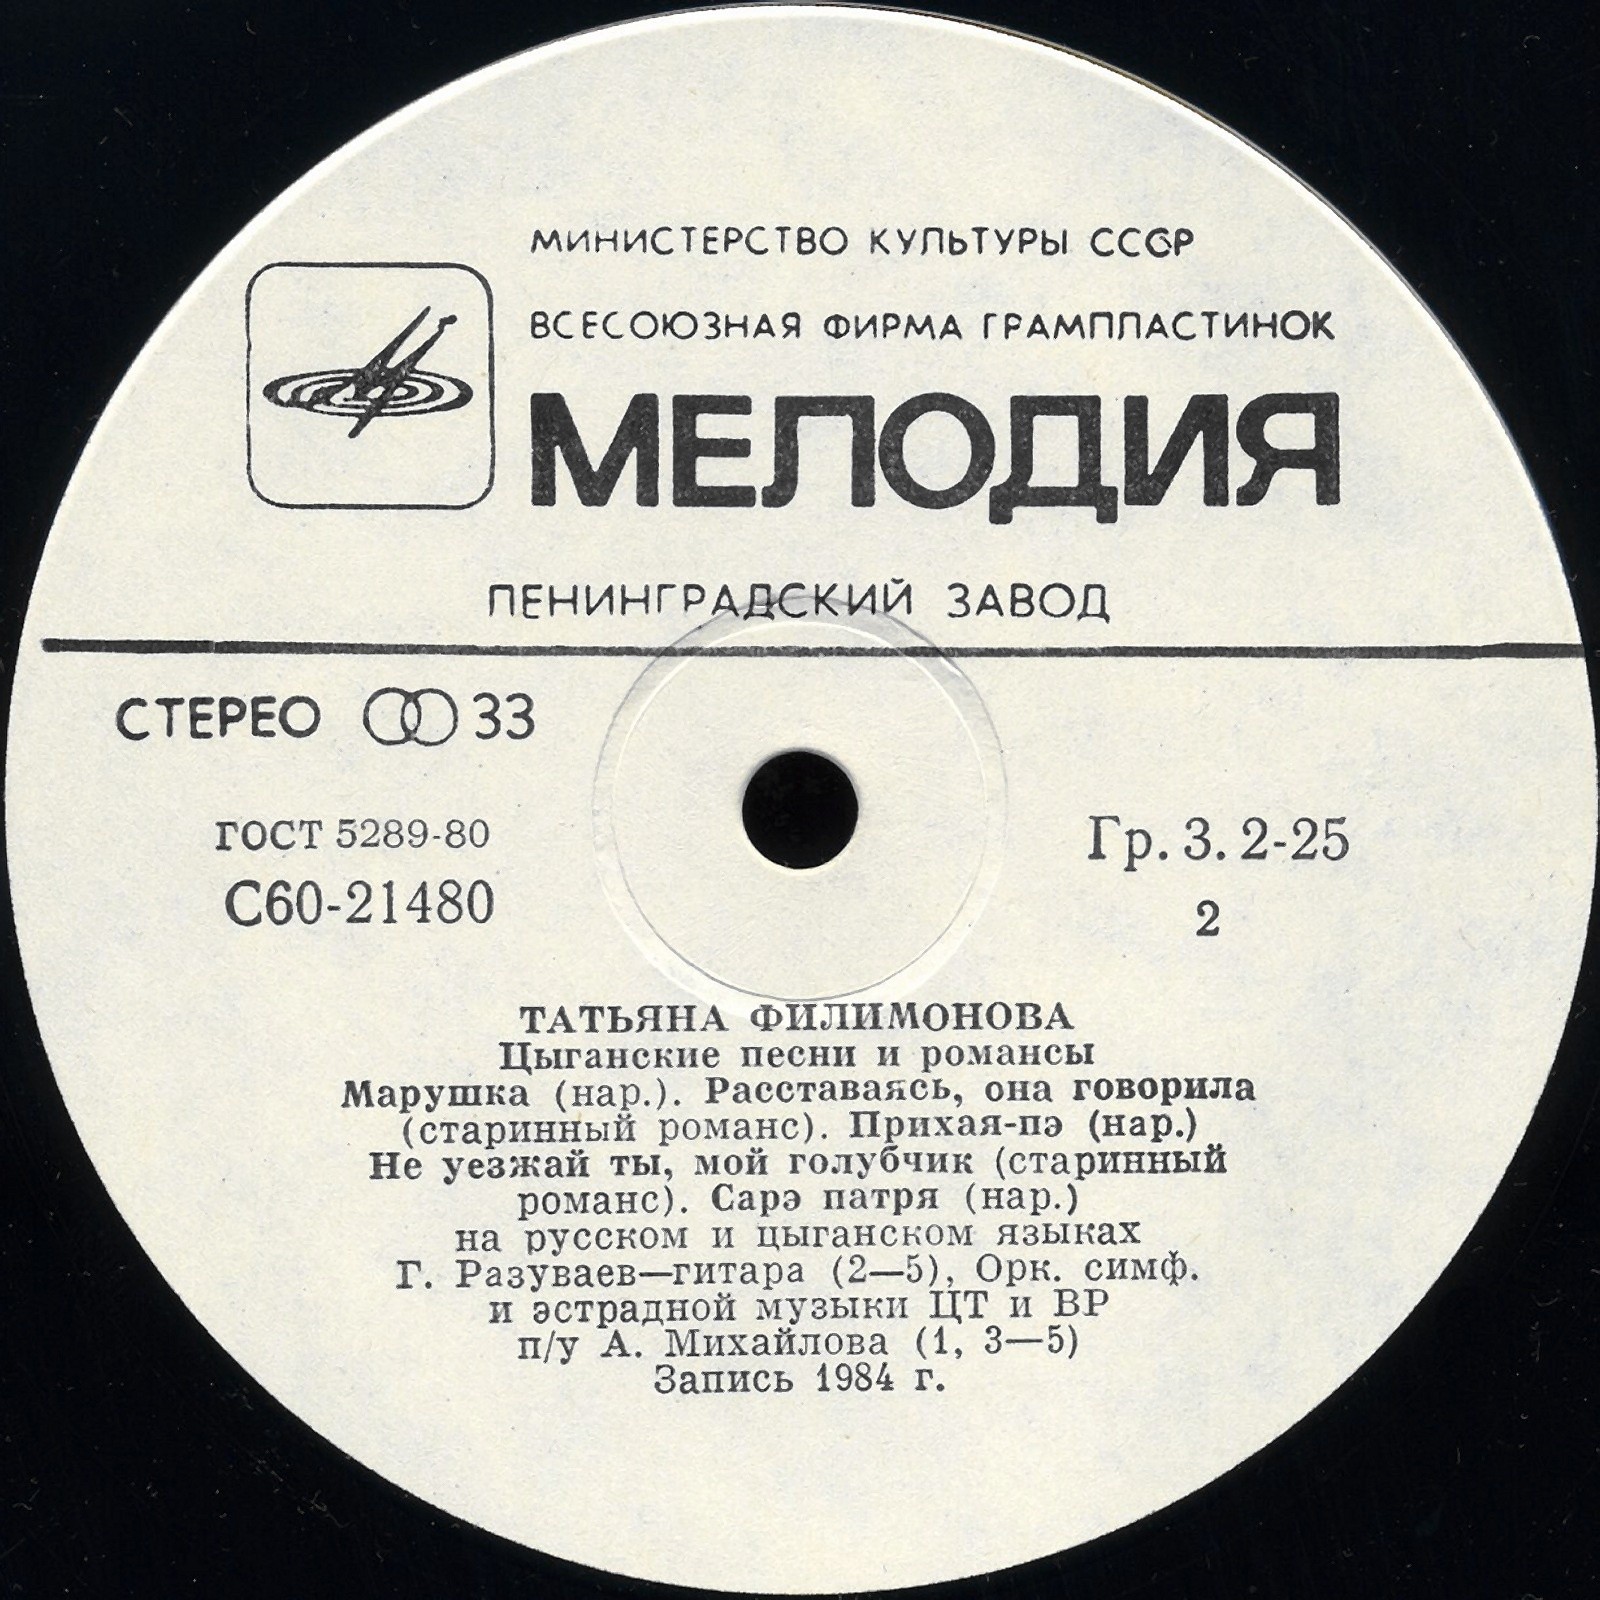 МИНИСТЕРСТВО КУЛЬТУРЫ СССР
ВСЕСОЮЗНАЯ ФИРМА ГРАМПЛАСТИНОК
МЕЛОДИЯ
ЛЕНИНГРАДСКИЙ ЗАВОД
СТЕРЕО 33
ГОСТ 5289-80
С60-21480
Гр. 3. 2-25
2
ТАТЬЯНА ФИЛИМОНОВА
Цыганские песни и романсы
Марушка (нар.). Расставаясь, она говорила
(старинный романс). Прихая-пэ (нар.)
Не уезжай ты, мой голубчик (старинный
романс). Сарэ патря (нар.)
на русском и цыганском языках
Г. Разуваев—гитара (2—5), Орк. симф.
и эстрадной музыки ЦТ и ВР
п/у А. Михайлова (1, 3—5)
Запись 1984 г.